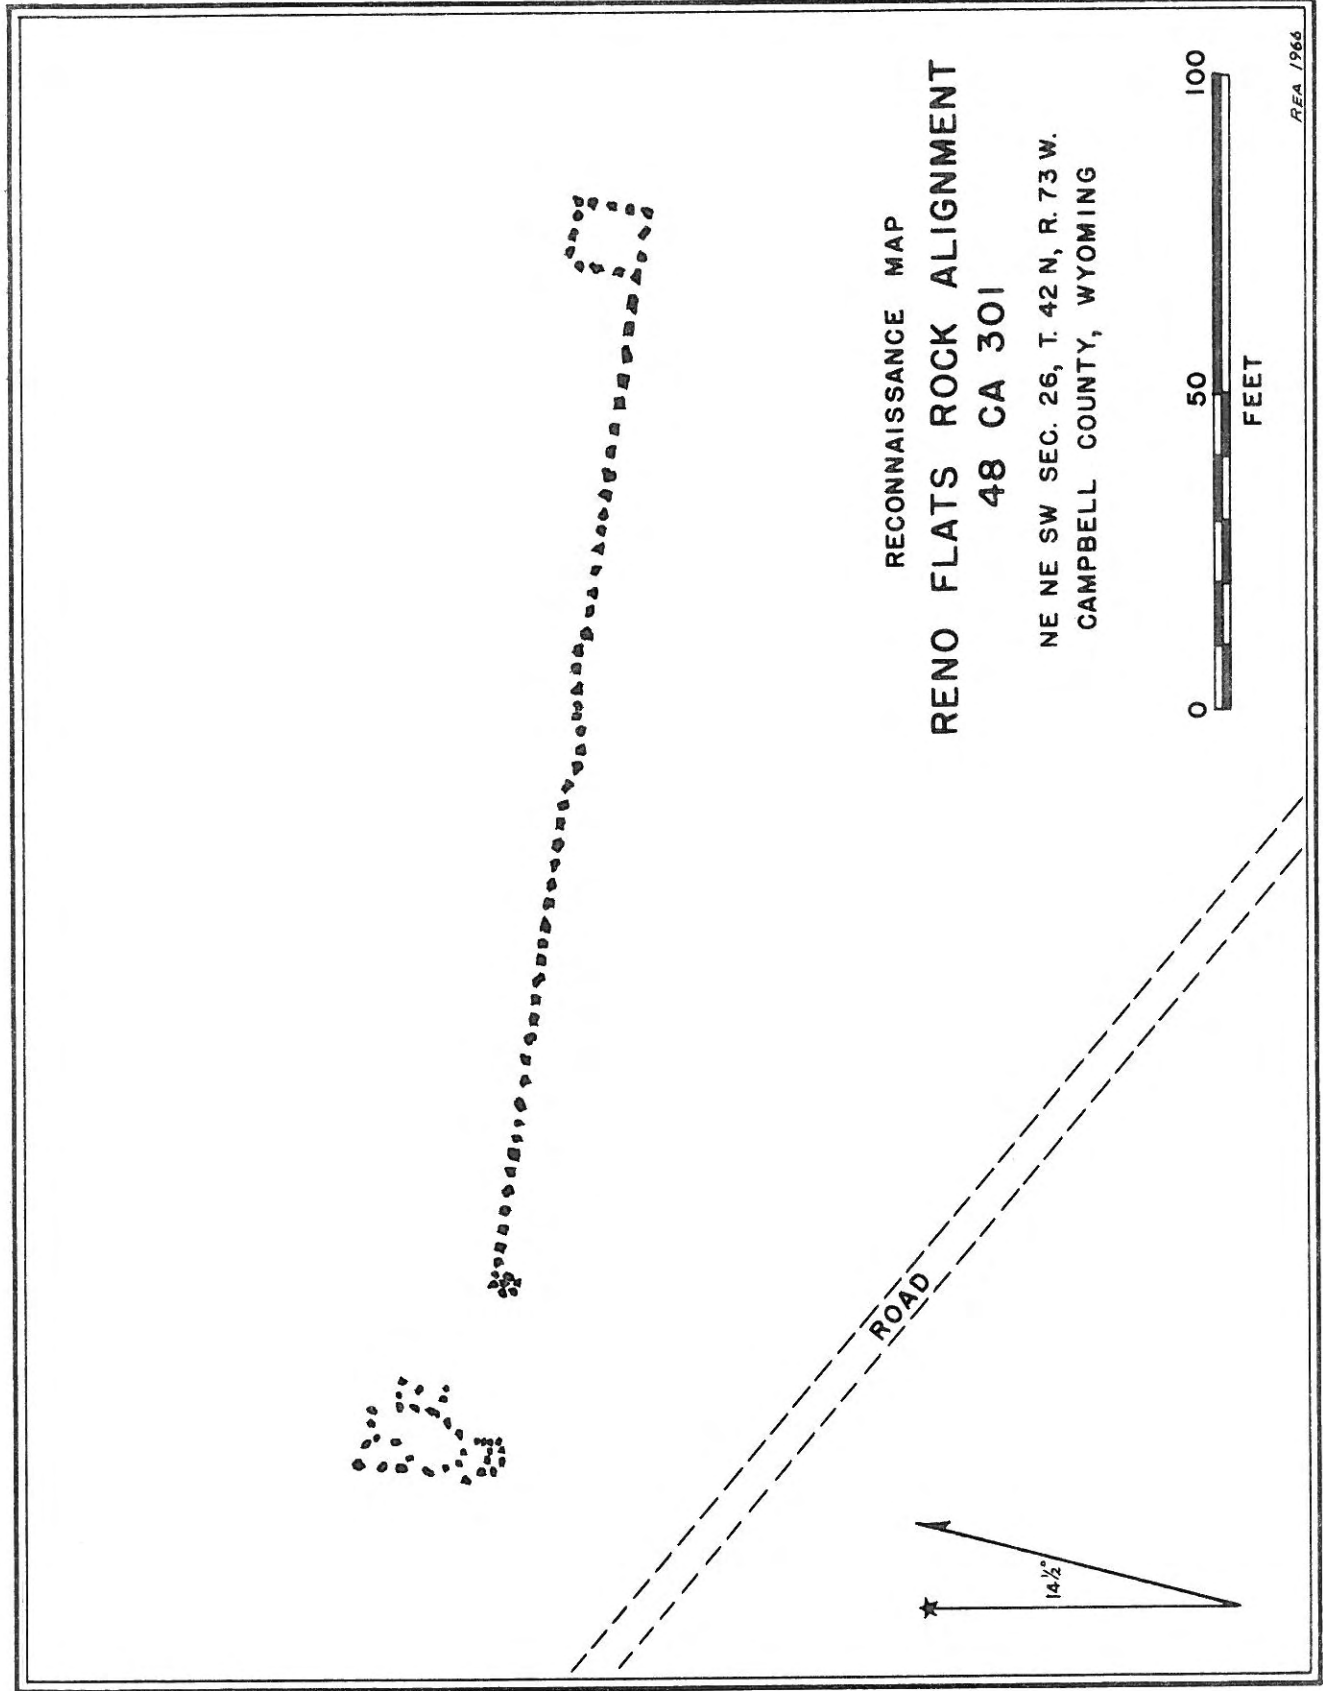 RECONNAISSANCE MAP
RENO FLATS ROCK ALIGNMENT
48 CA 301
NE NE SW SEC. 26, T. 42 N, R. 73 W.
CAMPBELL COUNTY, WYOMING
0 50 100
FEET
ROAD
14½°
REA 1966